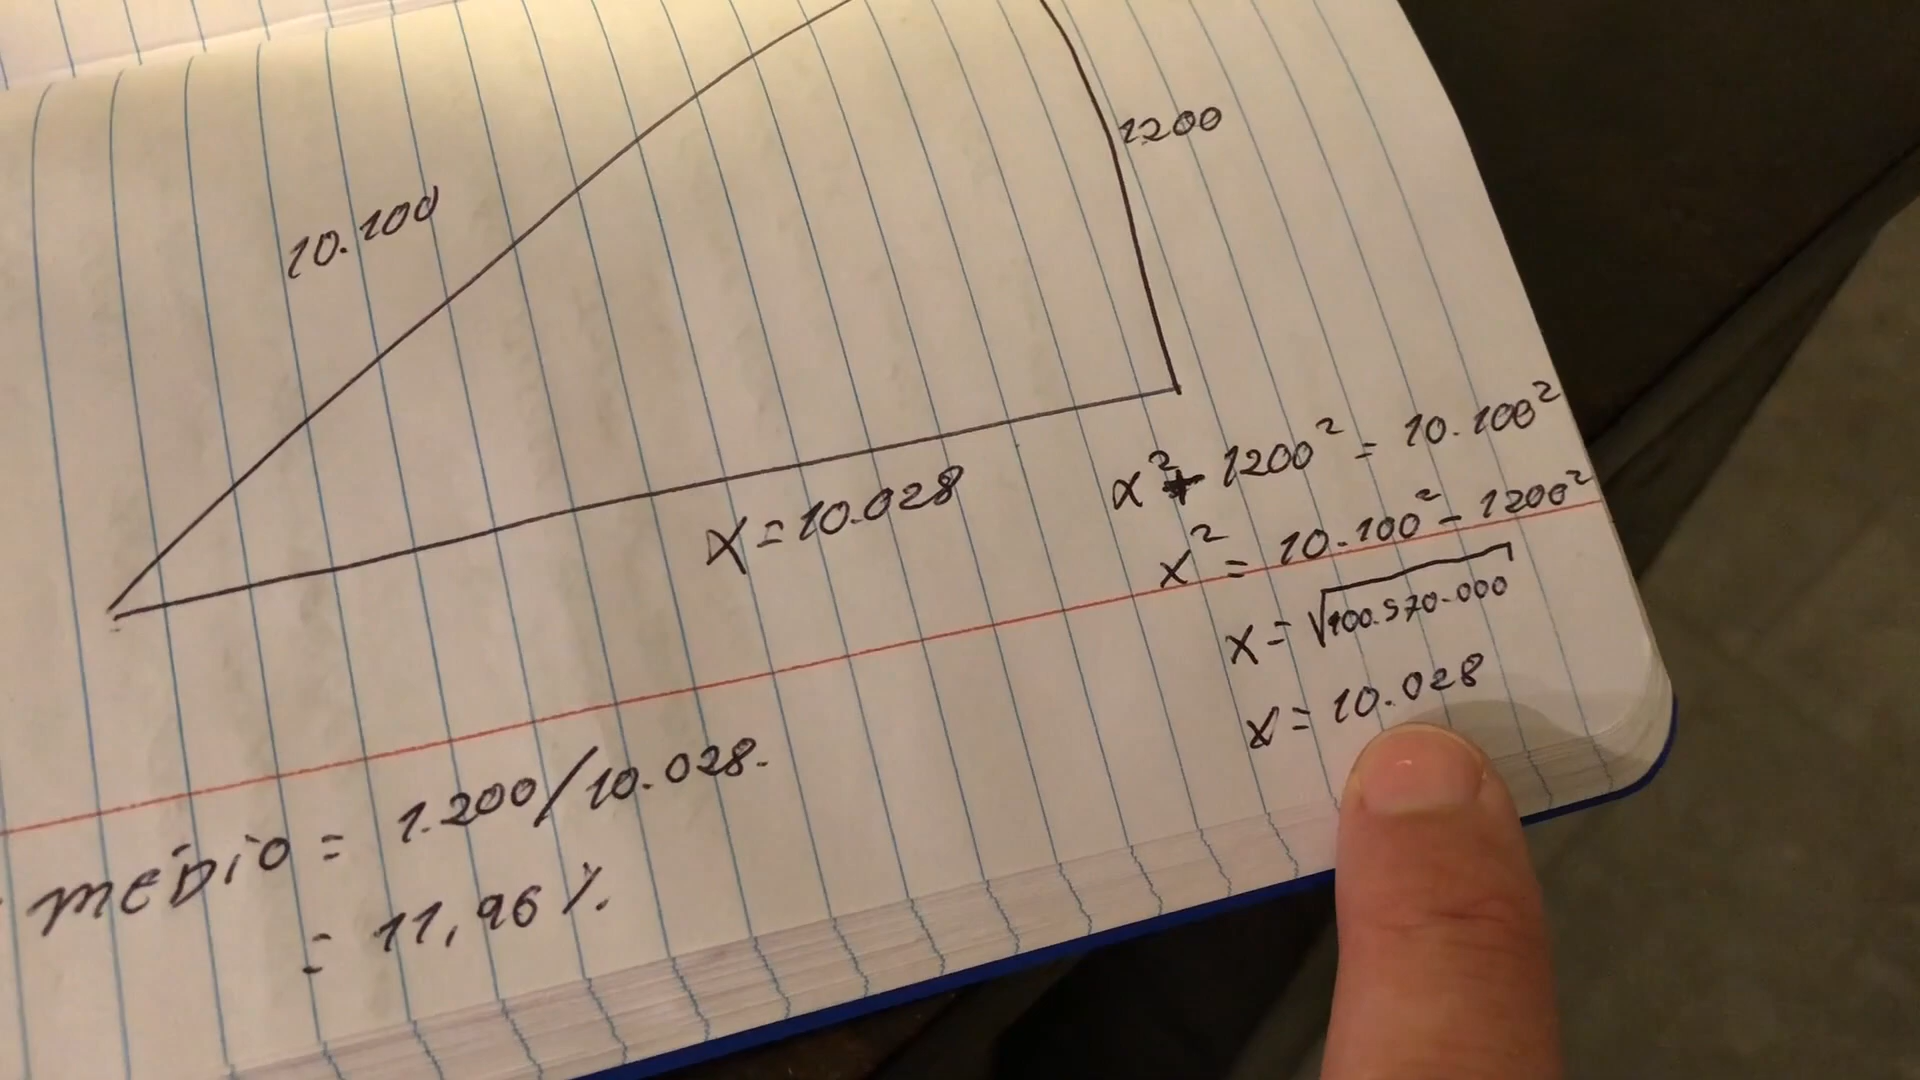 10.100
1200
X = 10.028
x² + 1200² = 10.100²
x² = 10.100² - 1200²
x = √100.570.000
x = 10.028
MÉDIO = 1.200/10.028.
= 11,96 %.